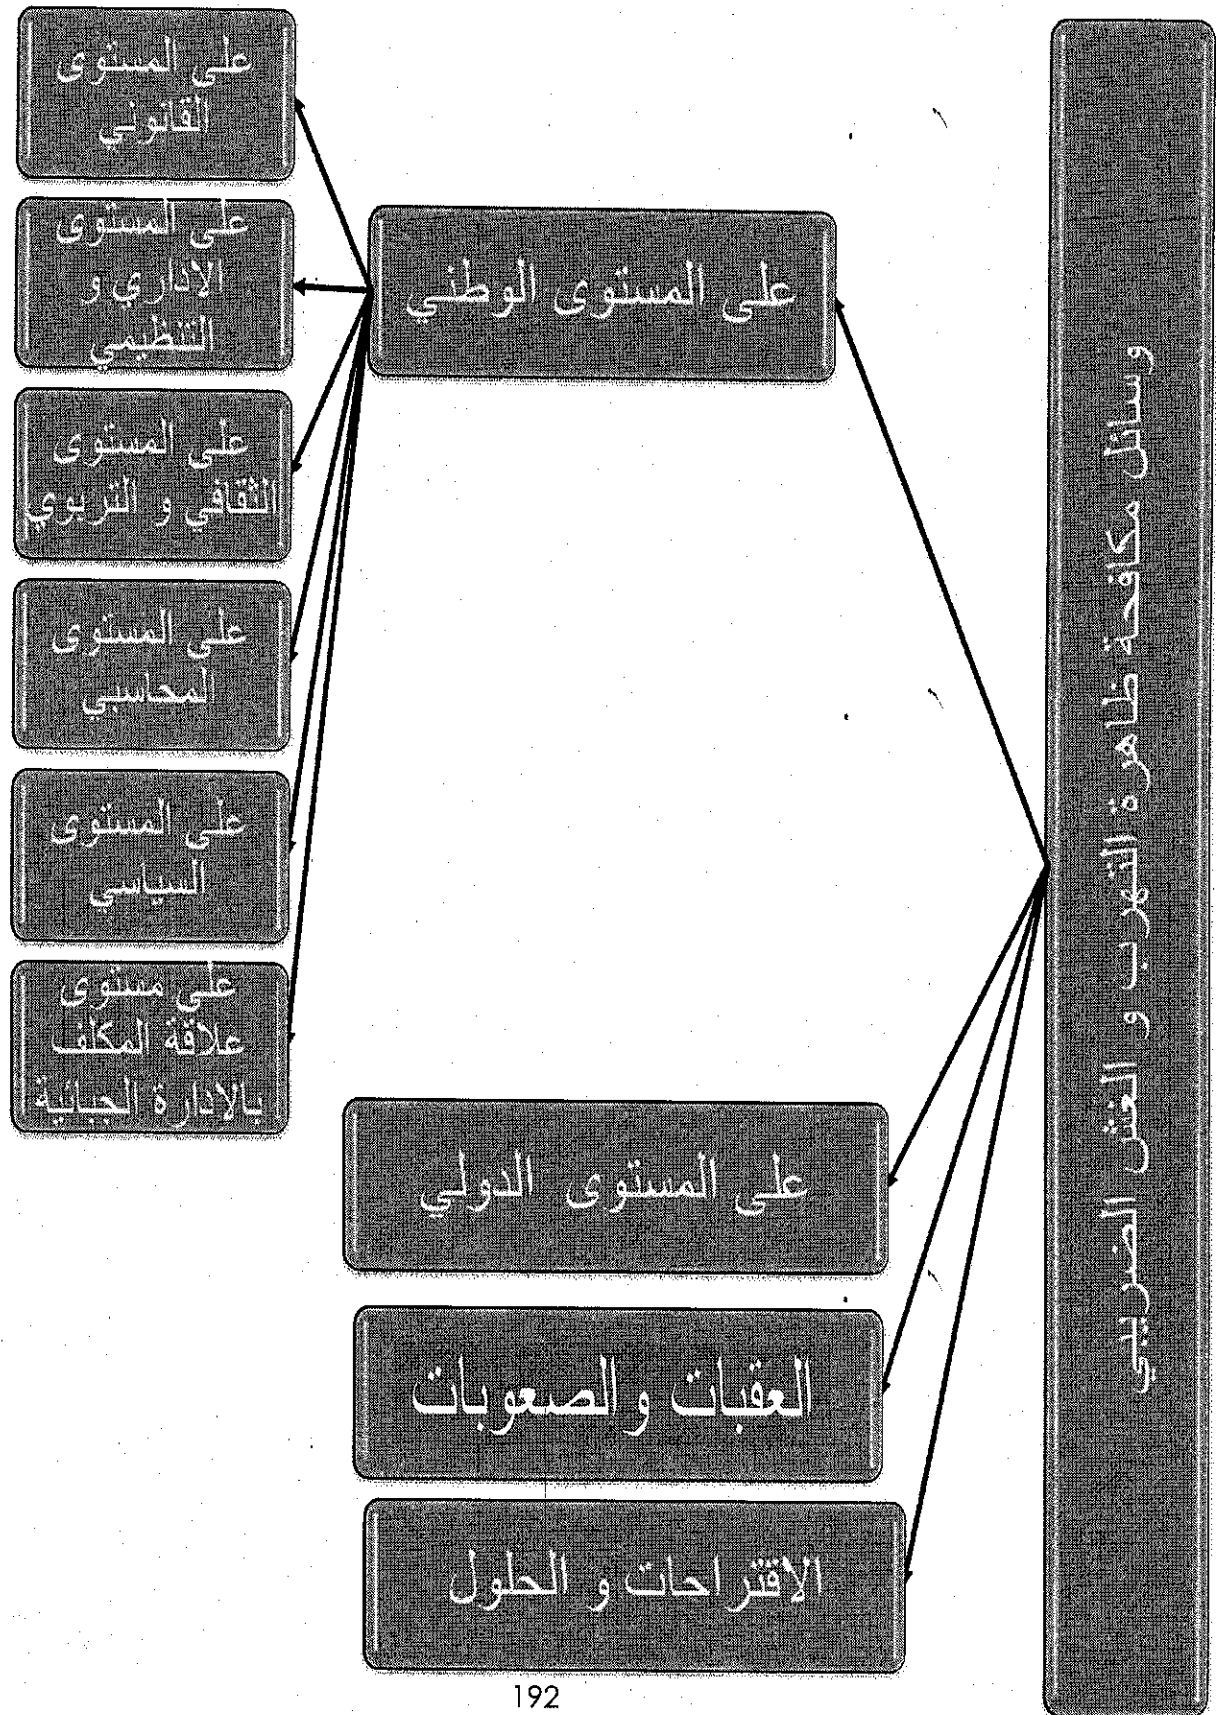 وسائل مكافحة ظاهرة التهرب و الغش الضريبي
على المستوى الوطني
على المستوى
القانوني
على المستوى
الاداري و
التنظيمي
على المستوى
الثقافي و التربوي
على المستوى
المحاسبي
على المستوى
السياسي
على مستوى
علاقة المكلف
بالادارة الجبائية
على المستوى الدولي
العقبات والصعوبات
الاقتراحات و الحلول
192